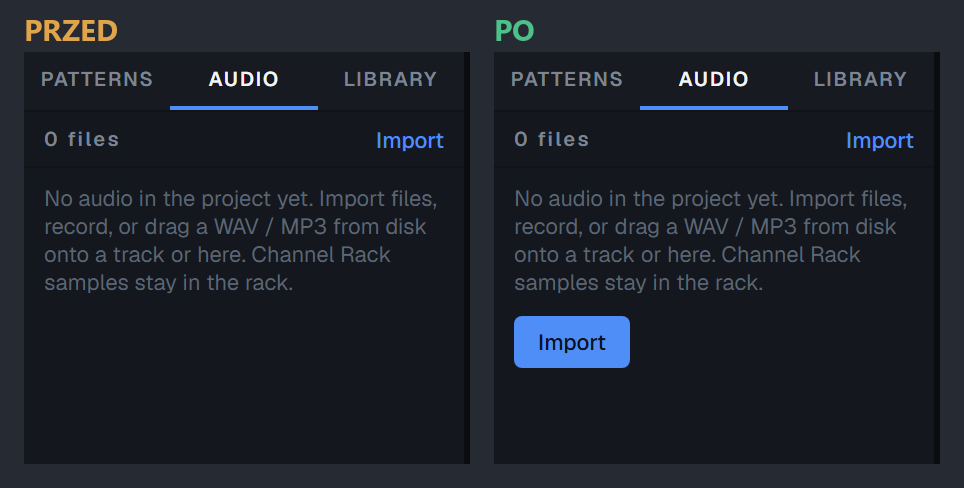 PRZED
PATTERNS AUDIO LIBRARY
0 files Import
No audio in the project yet. Import files,
record, or drag a WAV / MP3 from disk
onto a track or here. Channel Rack
samples stay in the rack.
PO
PATTERNS AUDIO LIBRARY
0 files Import
No audio in the project yet. Import files,
record, or drag a WAV / MP3 from disk
onto a track or here. Channel Rack
samples stay in the rack.
Import